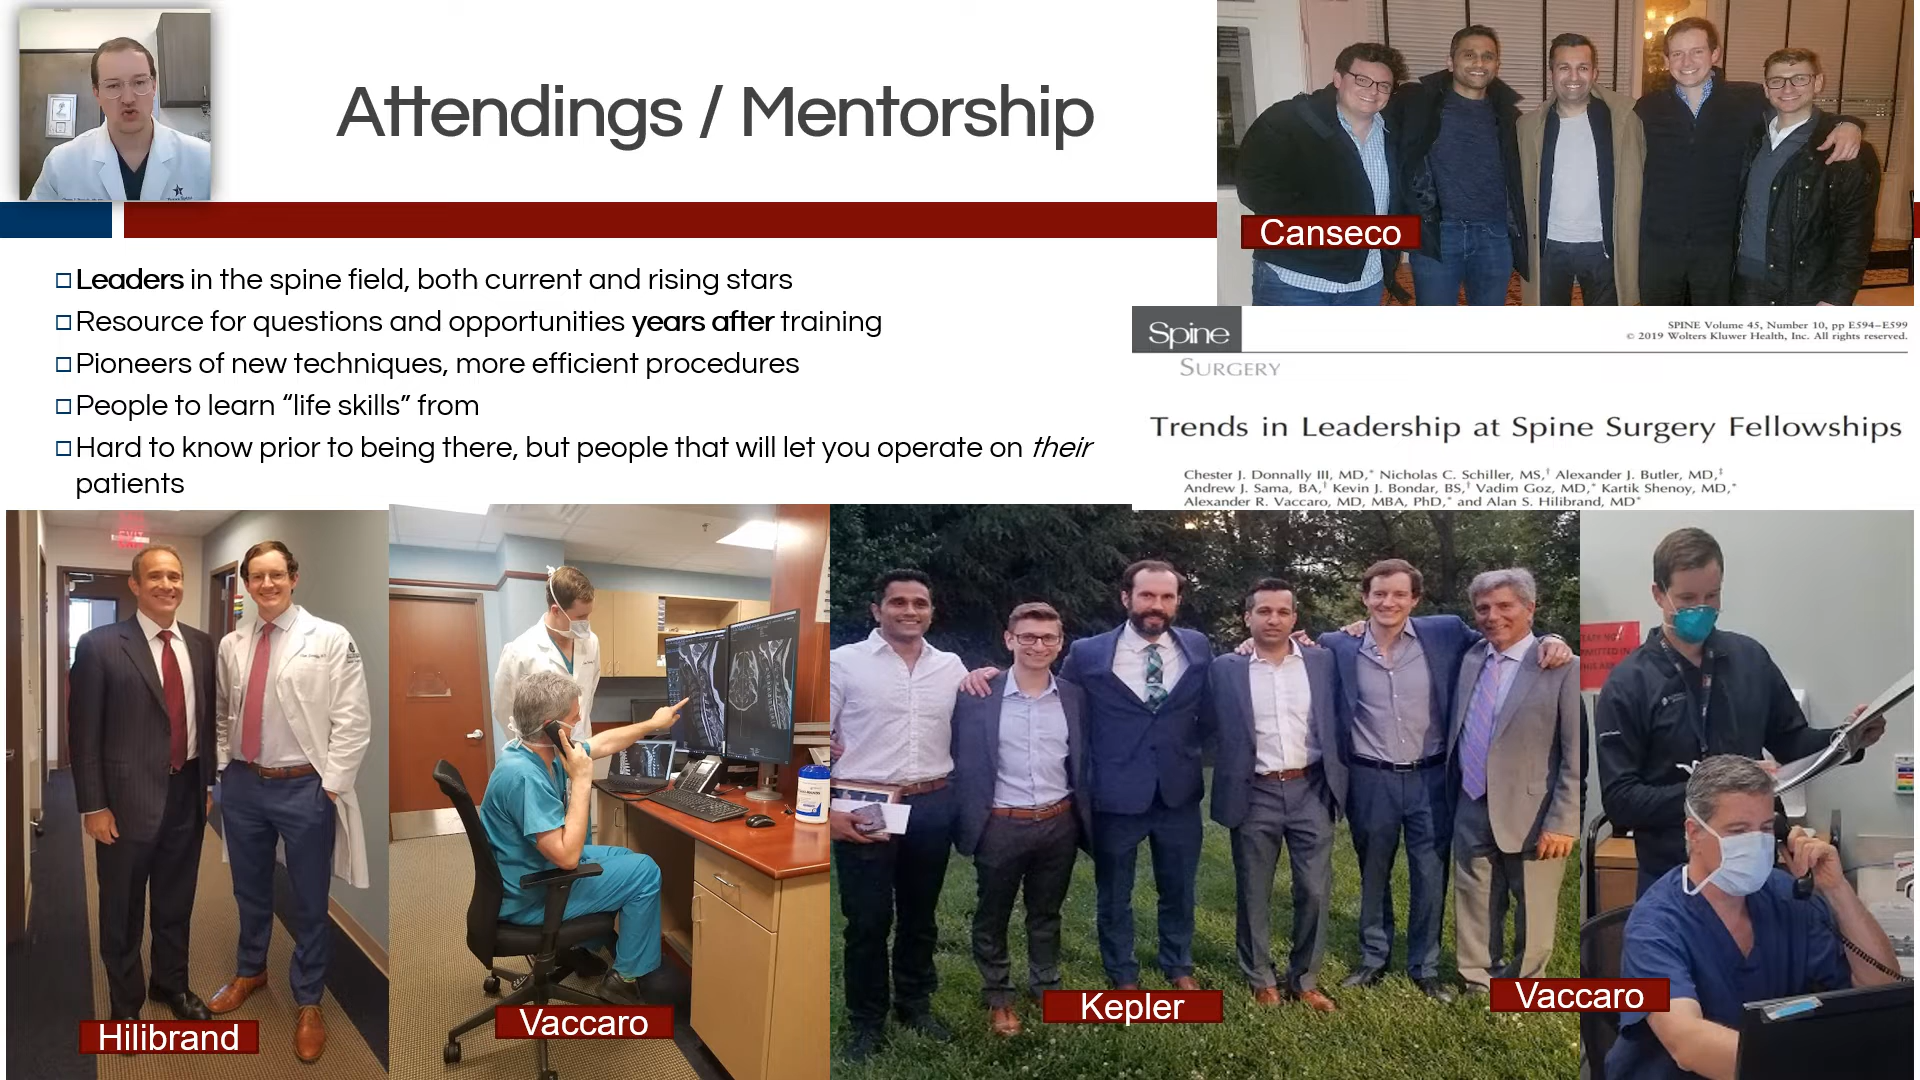 Attendings / Mentorship
Leaders in the spine field, both current and rising stars
Resource for questions and opportunities years after training
Pioneers of new techniques, more efficient procedures
People to learn “life skills” from
Hard to know prior to being there, but people that will let you operate on their
patients
Canseco
Spine
SPINE Volume 45, Number 10, pp E594–E599
© 2019 Wolters Kluwer Health, Inc. All rights reserved.
SURGERY
Trends in Leadership at Spine Surgery Fellowships
Chester J. Donnally III, MD,* Nicholas C. Schiller, MS,† Alexander J. Butler, MD,‡
Andrew J. Sama, BA,† Kevin J. Bondar, BS,† Vadim Goz, MD,* Kartik Shenoy, MD,*
Alexander R. Vaccaro, MD, MBA, PhD,* and Alan S. Hilibrand, MD*
Hilibrand
Vaccaro
Kepler
Vaccaro